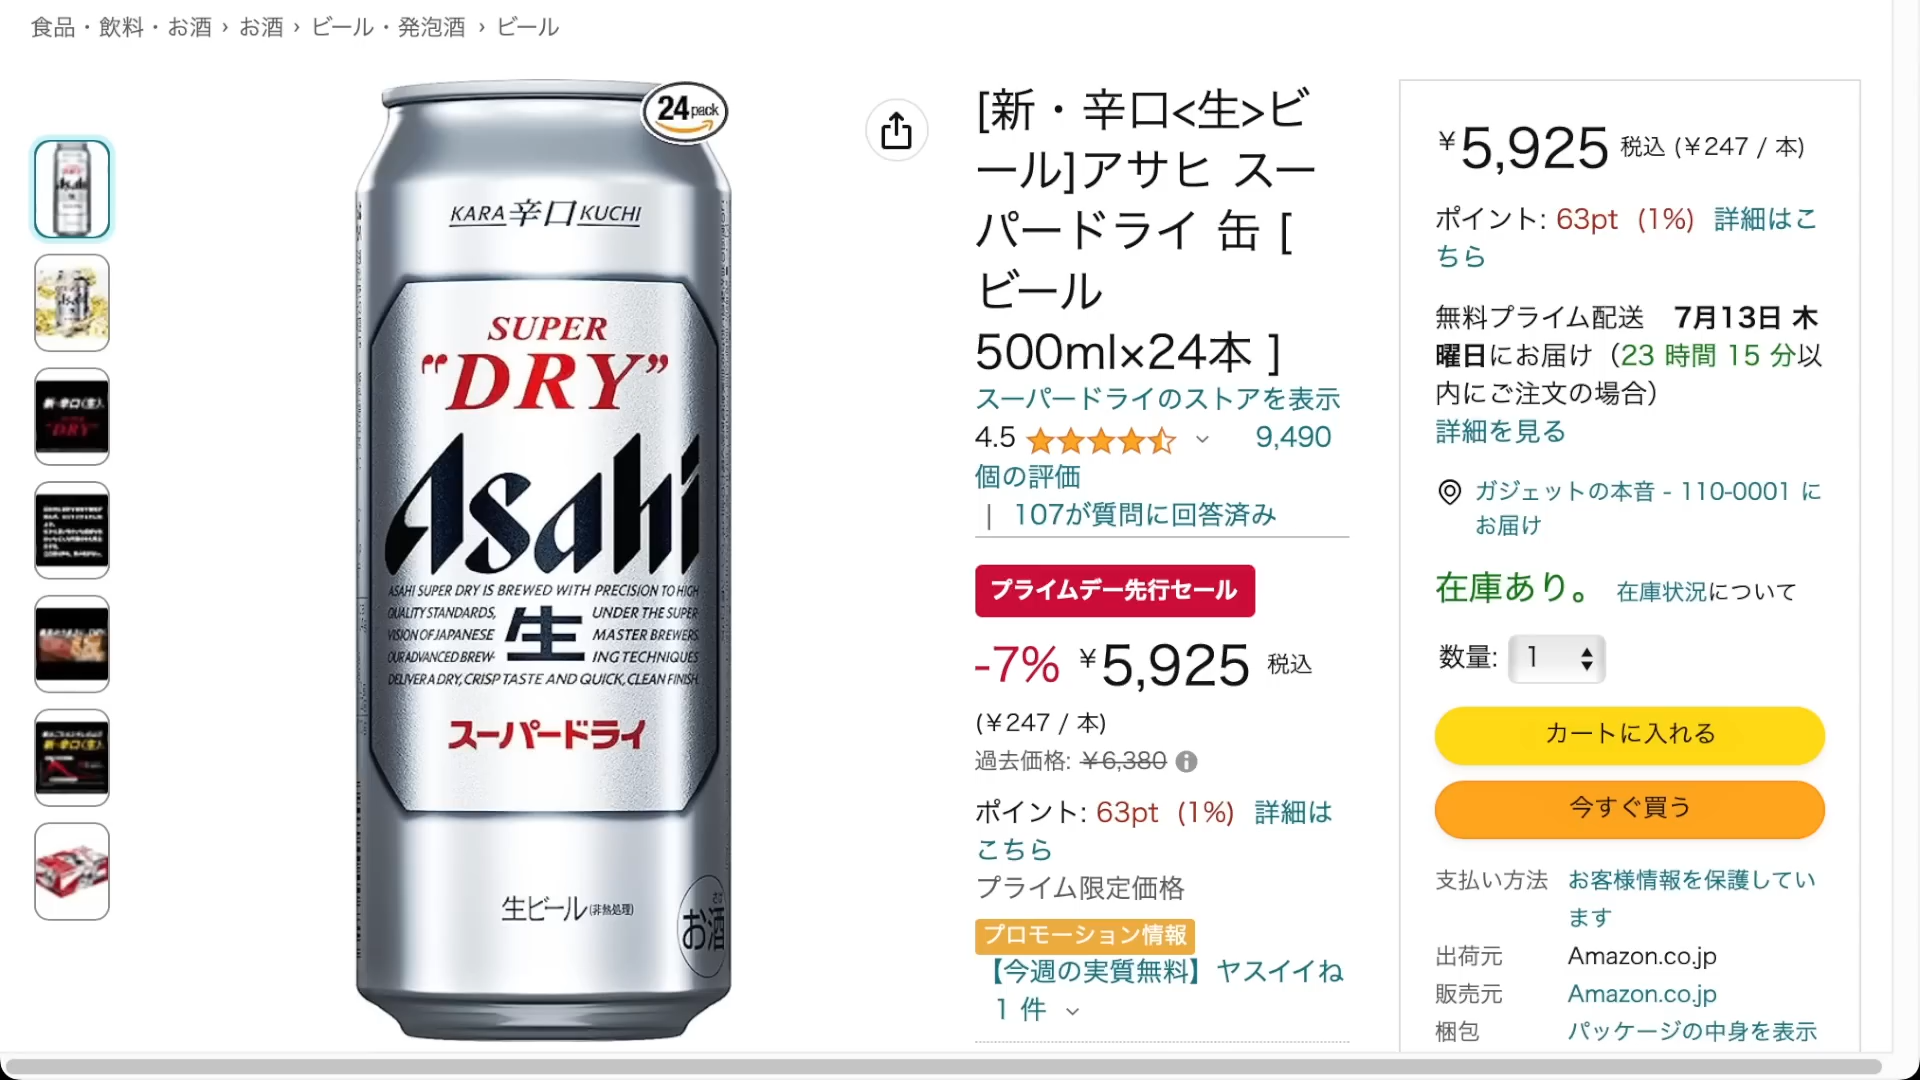 食品・飲料・お酒 › お酒 › ビール・発泡酒 › ビール
24pack
KARA辛口KUCHI
SUPER
"DRY"
Asahi
ASAHI SUPER DRY IS BREWED WITH PRECISION TO HIGH
QUALITY STANDARDS, UNDER THE SUPER-
VISION OF JAPANESE MASTER BREWERS.
OUR ADVANCED BREW- ING TECHNIQUES
DELIVER A DRY, CRISP TASTE AND QUICK, CLEAN FINISH.
生
スーパードライ
生ビール(非熱処理)
お酒
[新・辛口<生>ビ
ール]アサヒ スー
パードライ 缶 [
ビール
500ml×24本 ]
スーパードライのストアを表示
4.5 9,490
個の評価
| 107が質問に回答済み
プライムデー先行セール
-7% ¥5,925 税込
(¥247 / 本)
過去価格: ¥6,380
ポイント: 63pt (1%) 詳細は
こちら
プライム限定価格
プロモーション情報
【今週の実質無料】ヤスイイね
1 件
¥5,925 税込 (¥247 / 本)
ポイント: 63pt (1%) 詳細はこ
ちら
無料プライム配送 7月13日 木
曜日にお届け（23 時間 15 分以
内にご注文の場合）
詳細を見る
ガジェットの本音 - 110-0001 に
お届け
在庫あり。 在庫状況について
数量: 1
カートに入れる
今すぐ買う
支払い方法 お客様情報を保護してい
ます
出荷元 Amazon.co.jp
販売元 Amazon.co.jp
梱包 パッケージの中身を表示